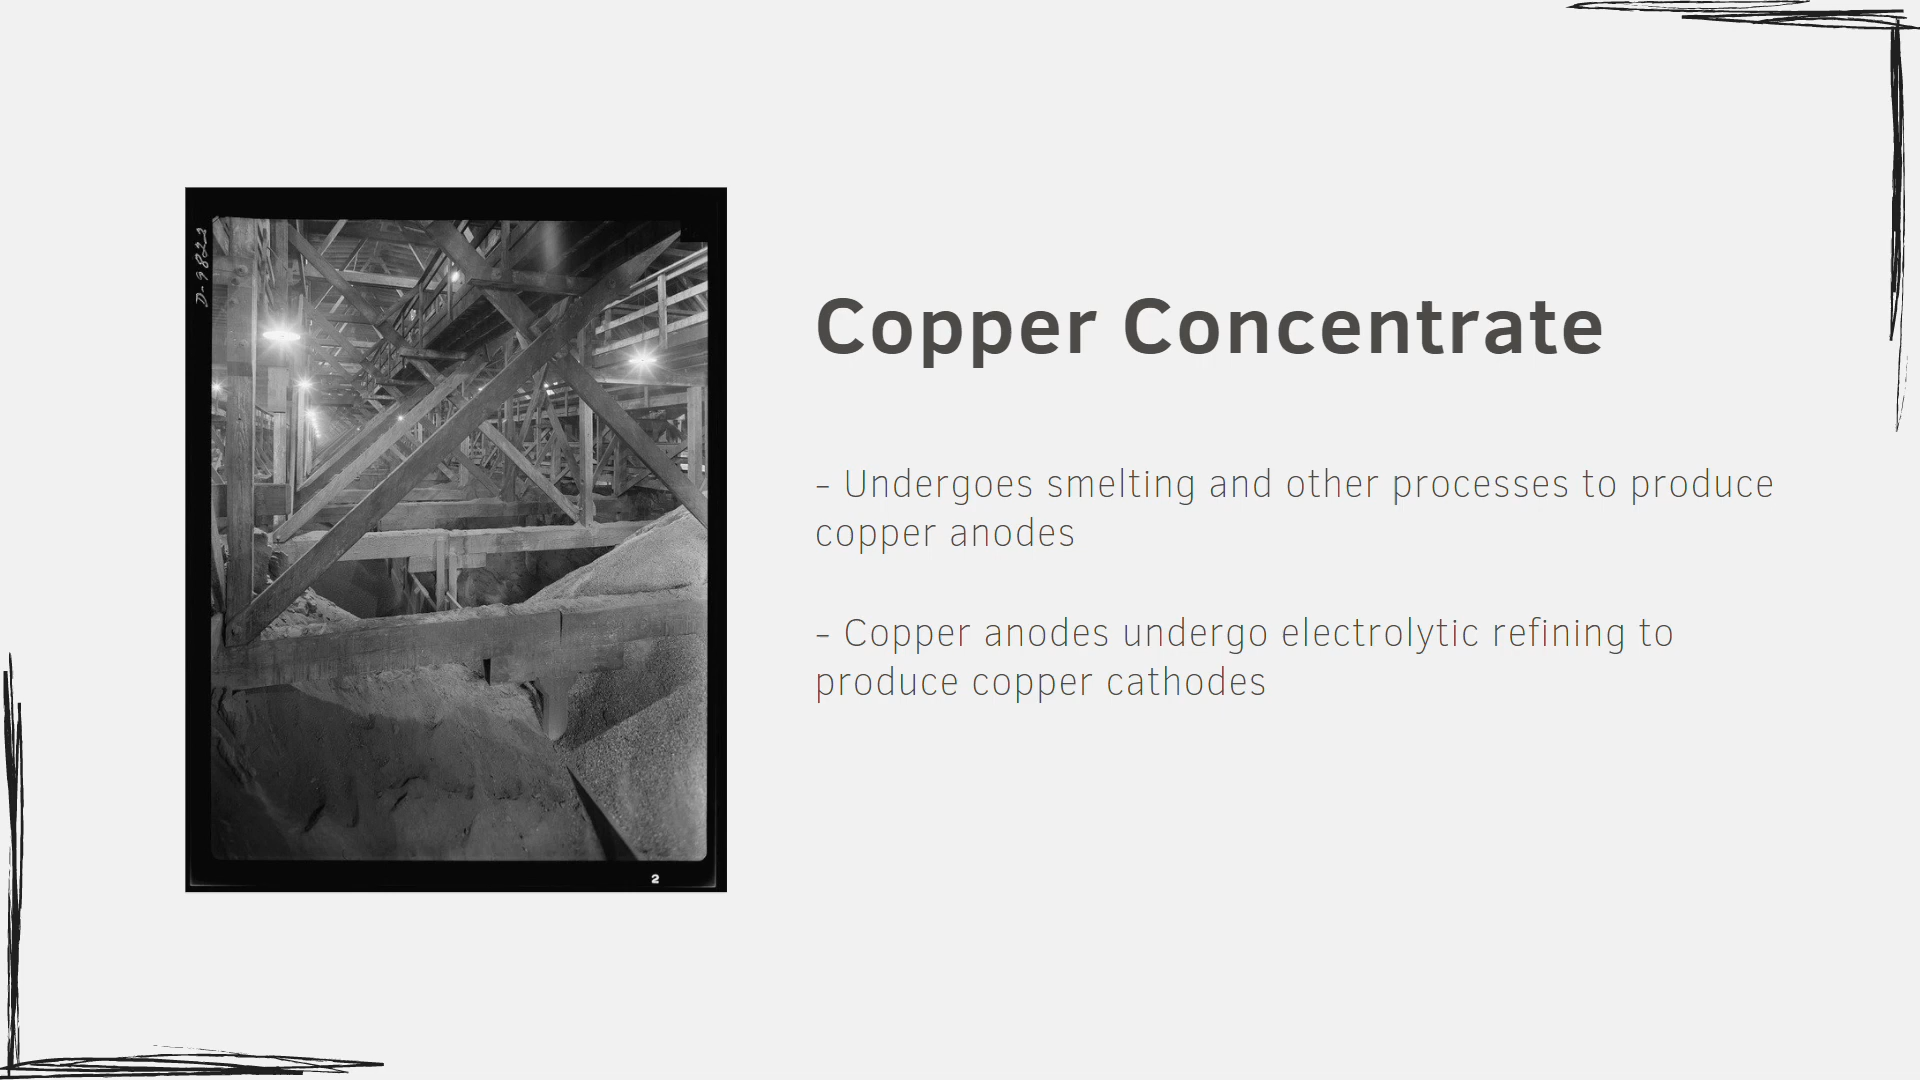 D-9822
Copper Concentrate
- Undergoes smelting and other processes to produce
copper anodes
- Copper anodes undergo electrolytic refining to
produce copper cathodes
2